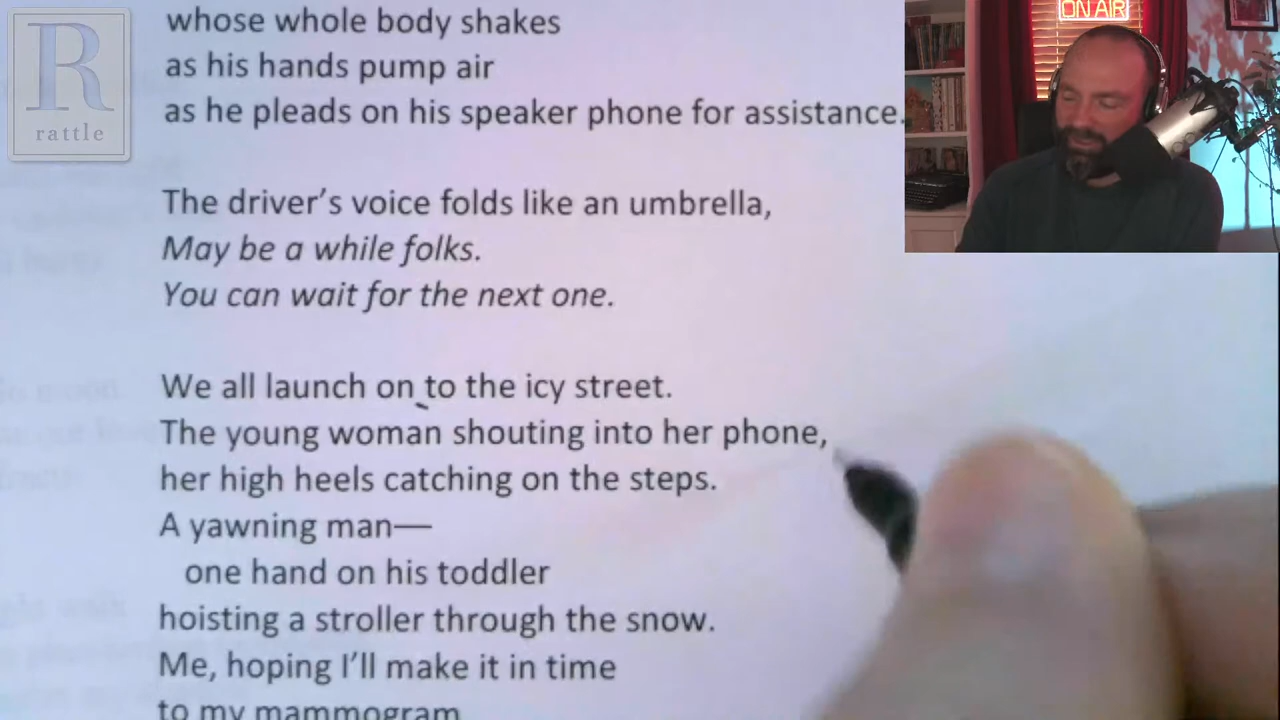 whose whole body shakes
as his hands pump air
as he pleads on his speaker phone for assistance.
The driver's voice folds like an umbrella,
May be a while folks.
You can wait for the next one.
We all launch on to the icy street.
The young woman shouting into her phone,
her high heels catching on the steps.
A yawning man—
one hand on his toddler
hoisting a stroller through the snow.
Me, hoping I'll make it in time
to my mammogram
R
rattle
ON AIR